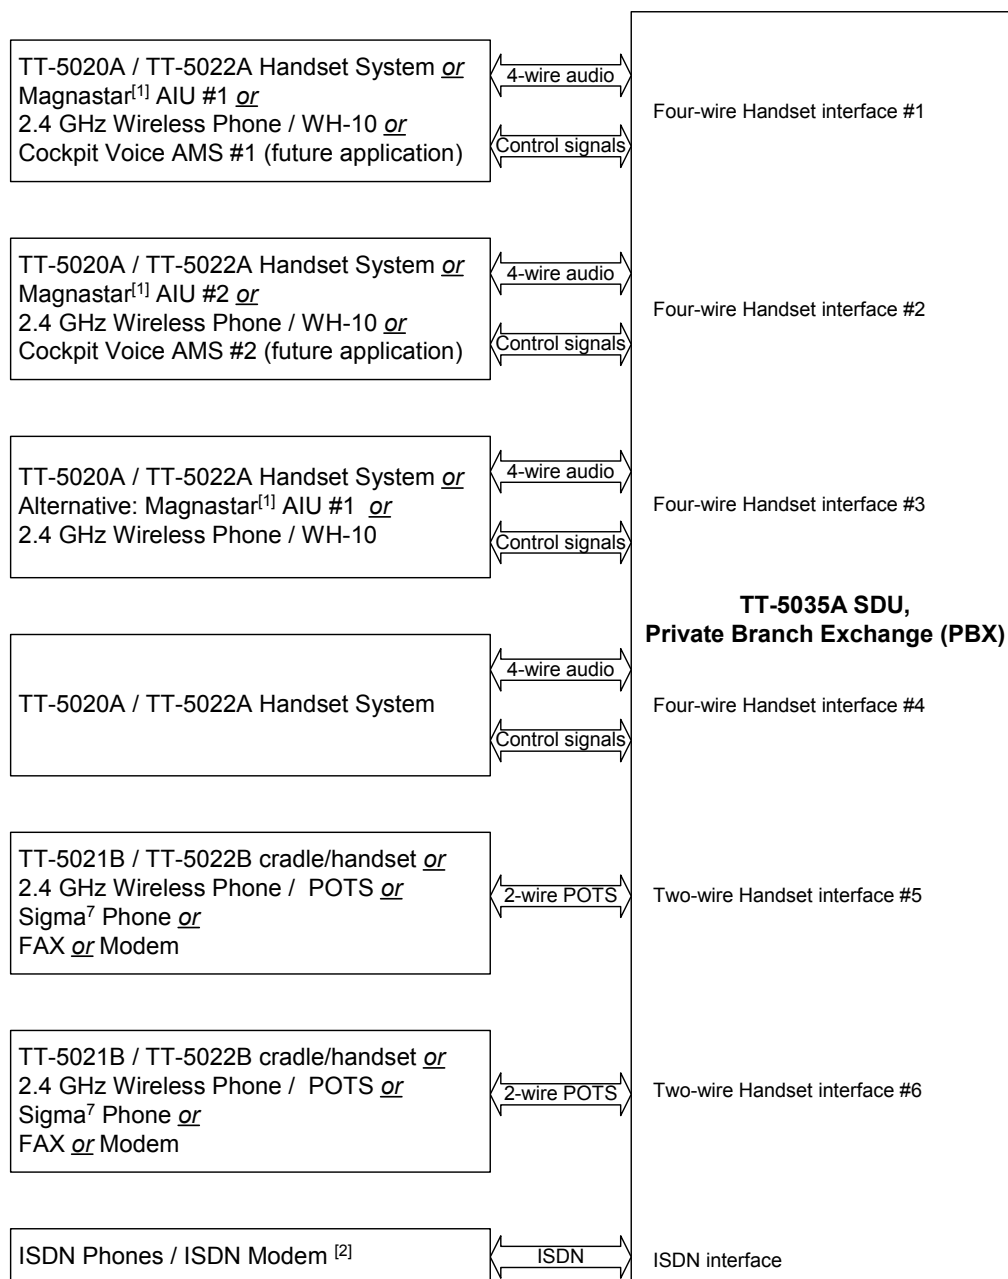 TT-5020A / TT-5022A Handset System or
Magnastar[1] AIU #1 or
2.4 GHz Wireless Phone / WH-10 or
Cockpit Voice AMS #1 (future application)
4-wire audio
Control signals
Four-wire Handset interface #1
TT-5020A / TT-5022A Handset System or
Magnastar[1] AIU #2 or
2.4 GHz Wireless Phone / WH-10 or
Cockpit Voice AMS #2 (future application)
4-wire audio
Control signals
Four-wire Handset interface #2
TT-5020A / TT-5022A Handset System or
Alternative: Magnastar[1] AIU #1 or
2.4 GHz Wireless Phone / WH-10
4-wire audio
Control signals
Four-wire Handset interface #3
TT-5035A SDU,
Private Branch Exchange (PBX)
TT-5020A / TT-5022A Handset System
4-wire audio
Control signals
Four-wire Handset interface #4
TT-5021B / TT-5022B cradle/handset or
2.4 GHz Wireless Phone / POTS or
Sigma7 Phone or
FAX or Modem
2-wire POTS
Two-wire Handset interface #5
TT-5021B / TT-5022B cradle/handset or
2.4 GHz Wireless Phone / POTS or
Sigma7 Phone or
FAX or Modem
2-wire POTS
Two-wire Handset interface #6
ISDN Phones / ISDN Modem [2]
ISDN
ISDN interface